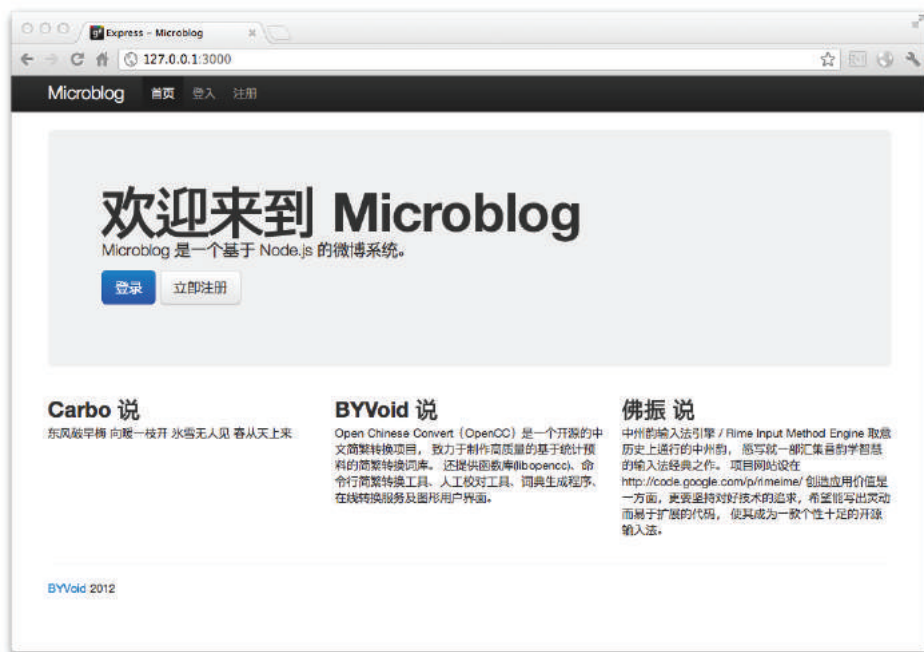 Express - Microblog
127.0.0.1:3000
Microblog 首页 登入 注册
欢迎来到 Microblog
Microblog 是一个基于 Node.js 的微博系统。
登录 立即注册
Carbo 说
东风破早梅 向暖一枝开 冰雪无人见 春从天上来
BYVoid 说
Open Chinese Convert（OpenCC）是一个开源的中
文简繁转换项目， 致力于制作高质量的基于统计预
料的简繁转换词库。 还提供函数库(libopencc)、命
令行简繁转换工具、人工校对工具、词典生成程序、
在线转换服务及图形用户界面。
佛振 说
中州韵输入法引擎 / Rime Input Method Engine 取意
历史上通行的中州韵， 愿写就一部汇集音韵学智慧
的输入法经典之作。 项目网站设在
http://code.google.com/p/rimeime/ 创造应用价值是
一方面，更要坚持对好技术的追求，希望能写出灵动
而易于扩展的代码， 使其成为一款个性十足的开源
输入法。
BYVoid 2012